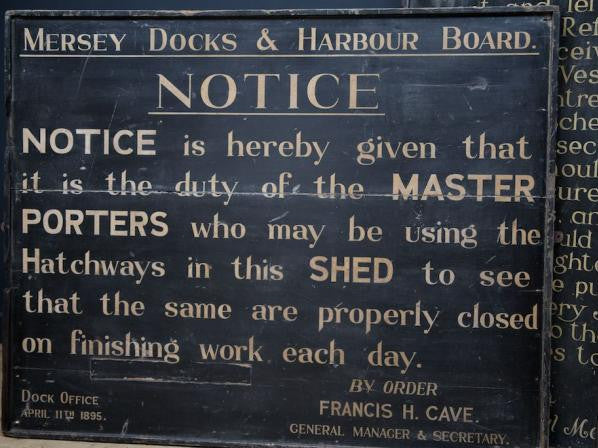 MERSEY DOCKS & HARBOUR BOARD.
NOTICE
NOTICE is hereby given that
it is the duty of the MASTER
PORTERS who may be using the
Hatchways in this SHED to see
that the same are properly closed
on finishing work each day.
DOCK OFFICE
APRIL 11TH 1895.
BY ORDER
FRANCIS H. CAVE.
GENERAL MANAGER & SECRETARY.